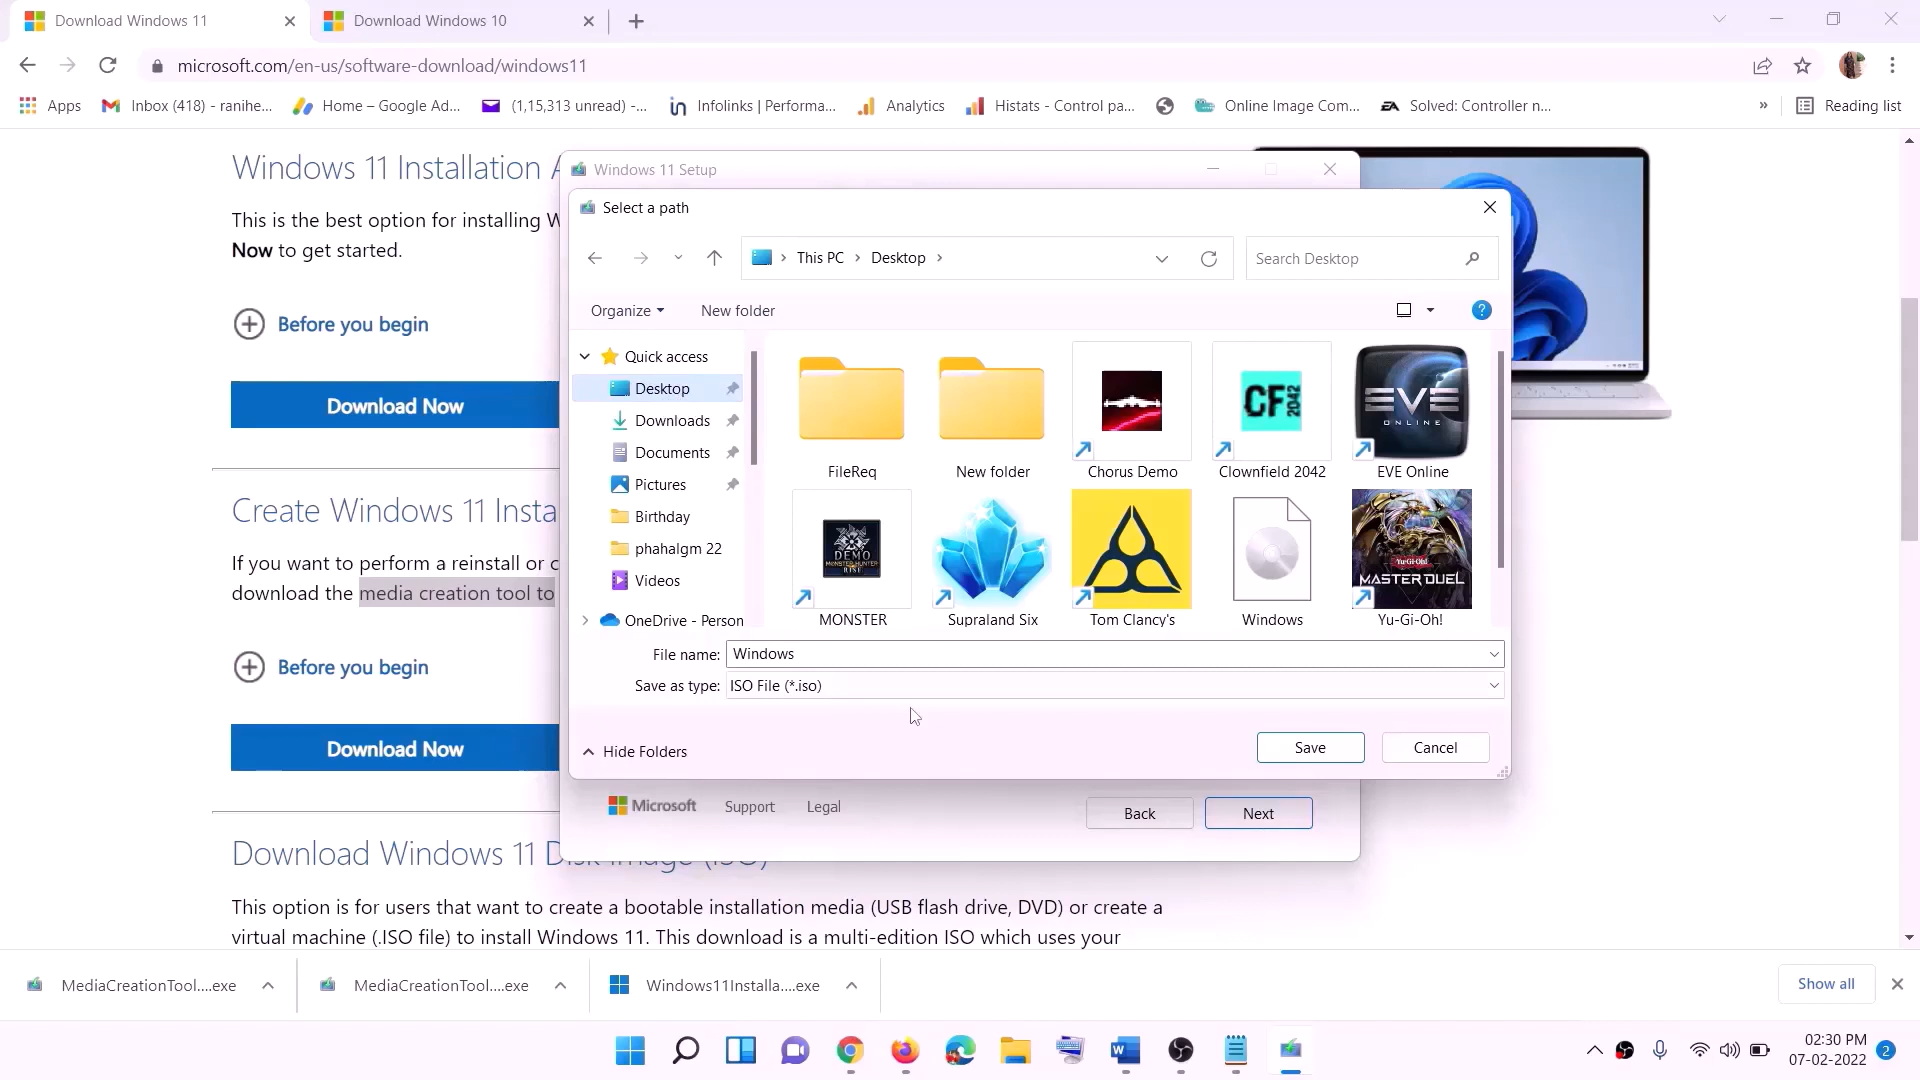 Download Windows 11
Download Windows 10
microsoft.com/en-us/software-download/windows11
Apps
Inbox (418) - ranihe...
Home – Google Ad...
(1,15,313 unread) -...
Infolinks | Performa...
Analytics
Histats - Control pa...
Online Image Com...
Solved: Controller n...
»
Reading list
Windows 11 Installation A
This is the best option for installing W
Now to get started.
Before you begin
Download Now
Create Windows 11 Insta
If you want to perform a reinstall or c
download the media creation tool to
Before you begin
Download Now
Download Windows 11 Disk Image (ISO)
This option is for users that want to create a bootable installation media (USB flash drive, DVD) or create a
virtual machine (.ISO file) to install Windows 11. This download is a multi-edition ISO which uses your
Windows 11 Setup
Select a path
This PC > Desktop >
Search Desktop
Organize
New folder
Quick access
Desktop
Downloads
Documents
Pictures
Birthday
phahalgm 22
Videos
OneDrive - Person
FileReq
New folder
Chorus Demo
CF 2042
Clownfield 2042
EVE
ONLINE
EVE Online
DEMO
MONSTER HUNTER
RISE
MONSTER
Supraland Six
Tom Clancy's
Windows
Yu-Gi-Oh!
MASTER DUEL
Yu-Gi-Oh!
File name: Windows
Save as type: ISO File (*.iso)
Hide Folders
Save
Cancel
Microsoft
Support
Legal
Back
Next
MediaCreationTool....exe
MediaCreationTool....exe
Windows11Installa....exe
Show all
02:30 PM
07-02-2022
2